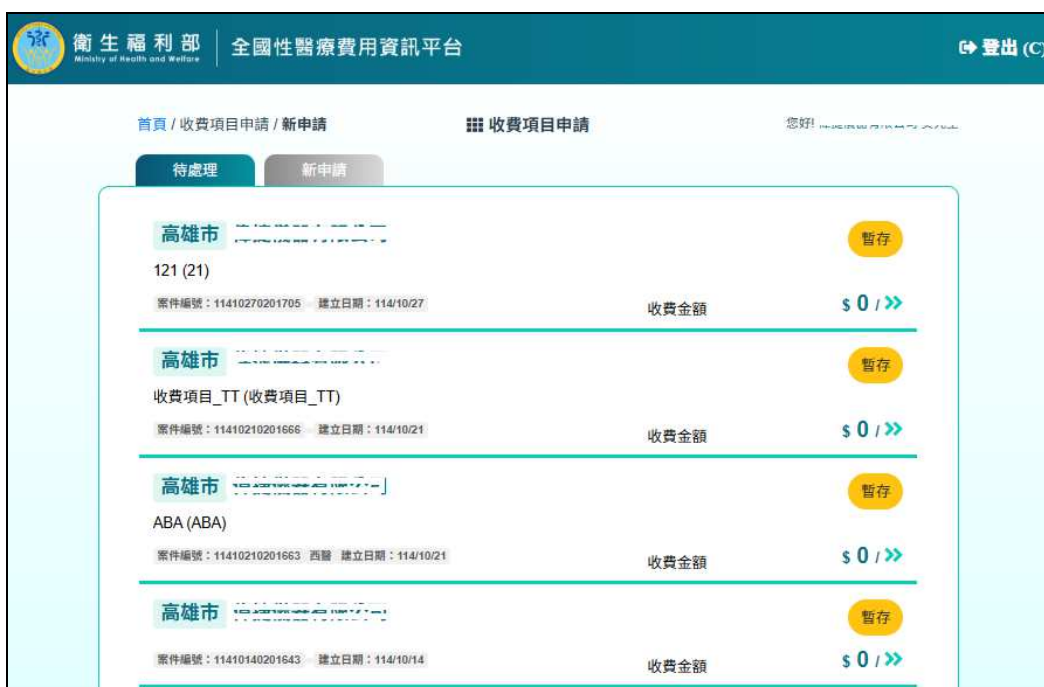 衛生福利部 全國性醫療費用資訊平台 登出 (C)
Ministry of Health and Welfare
首頁 / 收費項目申請 / 新申請 收費項目申請 您好!
待處理 新申請
高雄市 暫存
121 (21)
案件編號：11410270201705 建立日期：114/10/27 收費金額 $ 0 /
高雄市 暫存
收費項目_TT (收費項目_TT)
案件編號：11410210201666 建立日期：114/10/21 收費金額 $ 0 /
高雄市 暫存
ABA (ABA)
案件編號：11410210201663 西醫 建立日期：114/10/21 收費金額 $ 0 /
高雄市 暫存
案件編號：11410140201643 建立日期：114/10/14 收費金額 $ 0 /